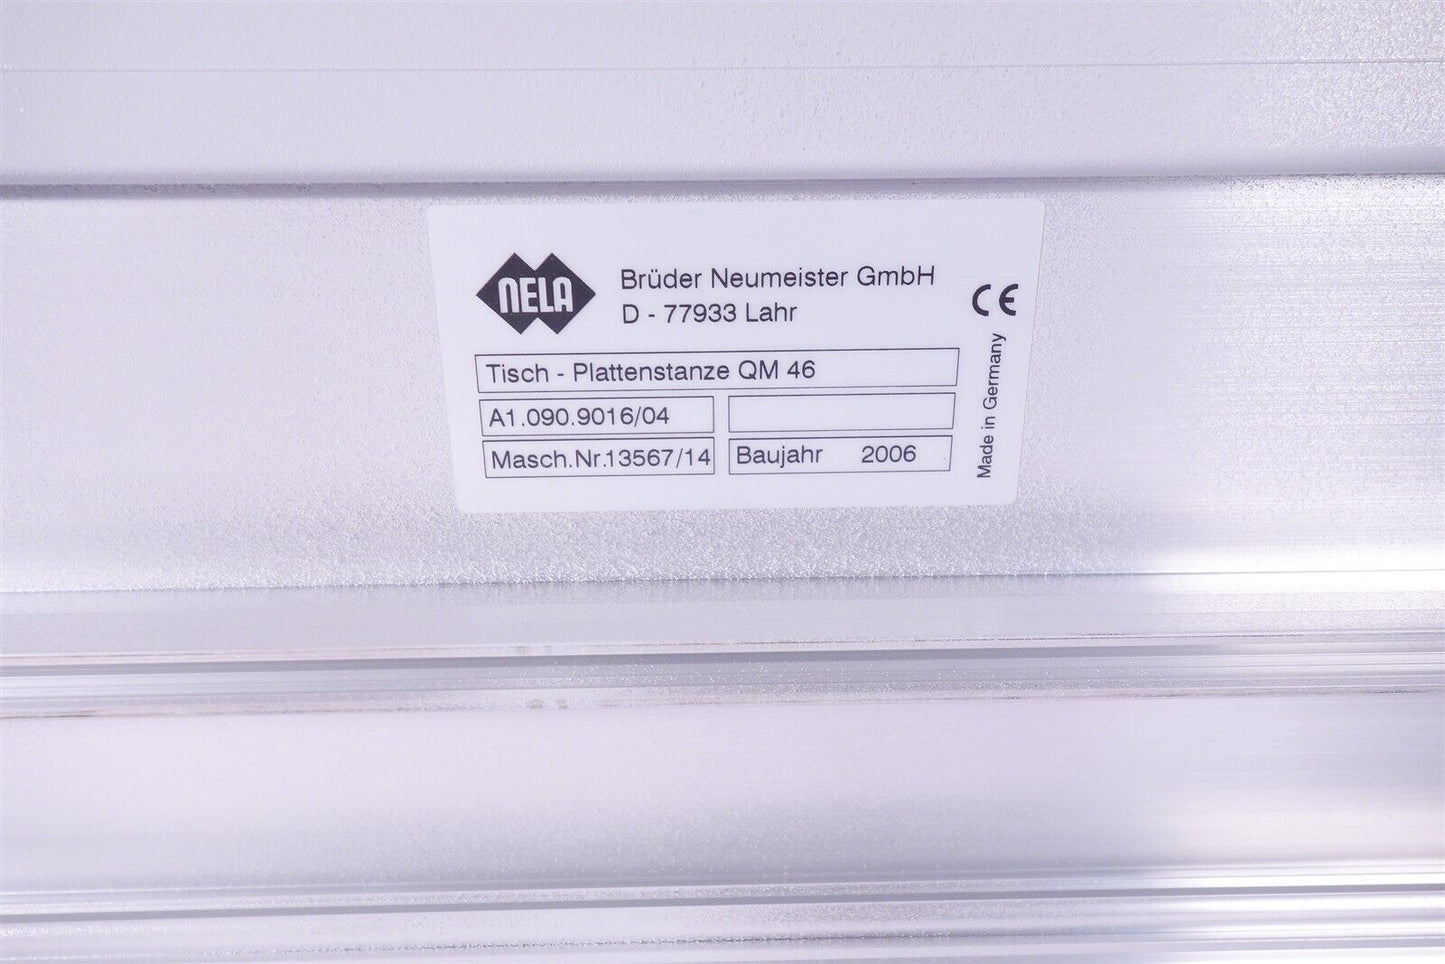 NELA
Brüder Neumeister GmbH
D - 77933 Lahr
CE
Tisch - Plattenstanze QM 46
A1.090.9016/04
Masch.Nr.13567/14
Baujahr 2006
Made in Germany